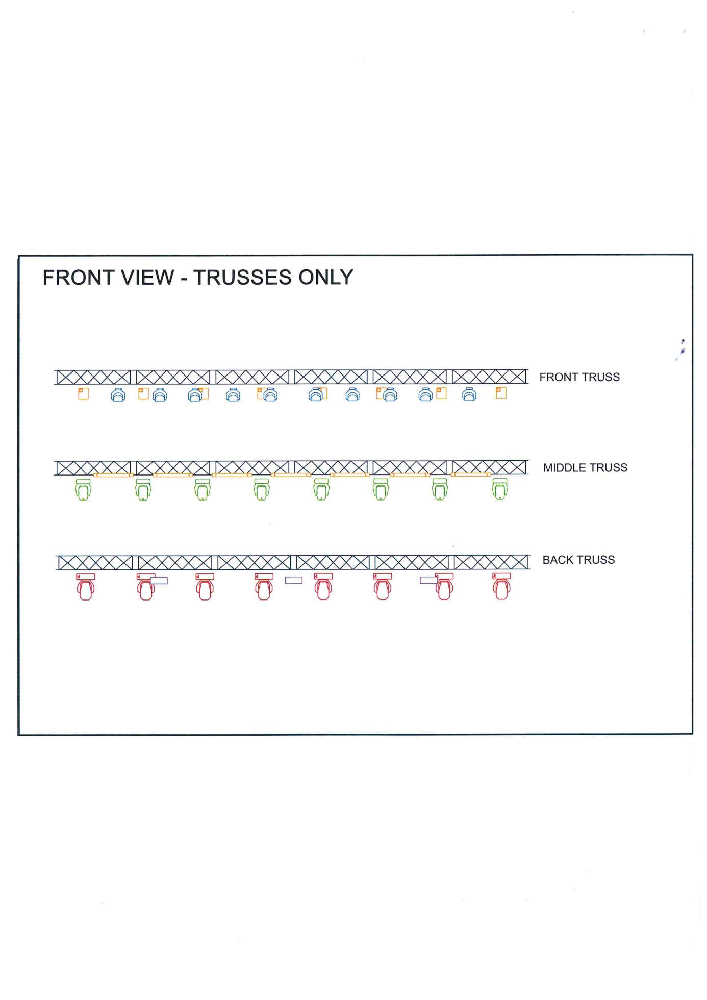 FRONT VIEW - TRUSSES ONLY
FRONT TRUSS
MIDDLE TRUSS
BACK TRUSS